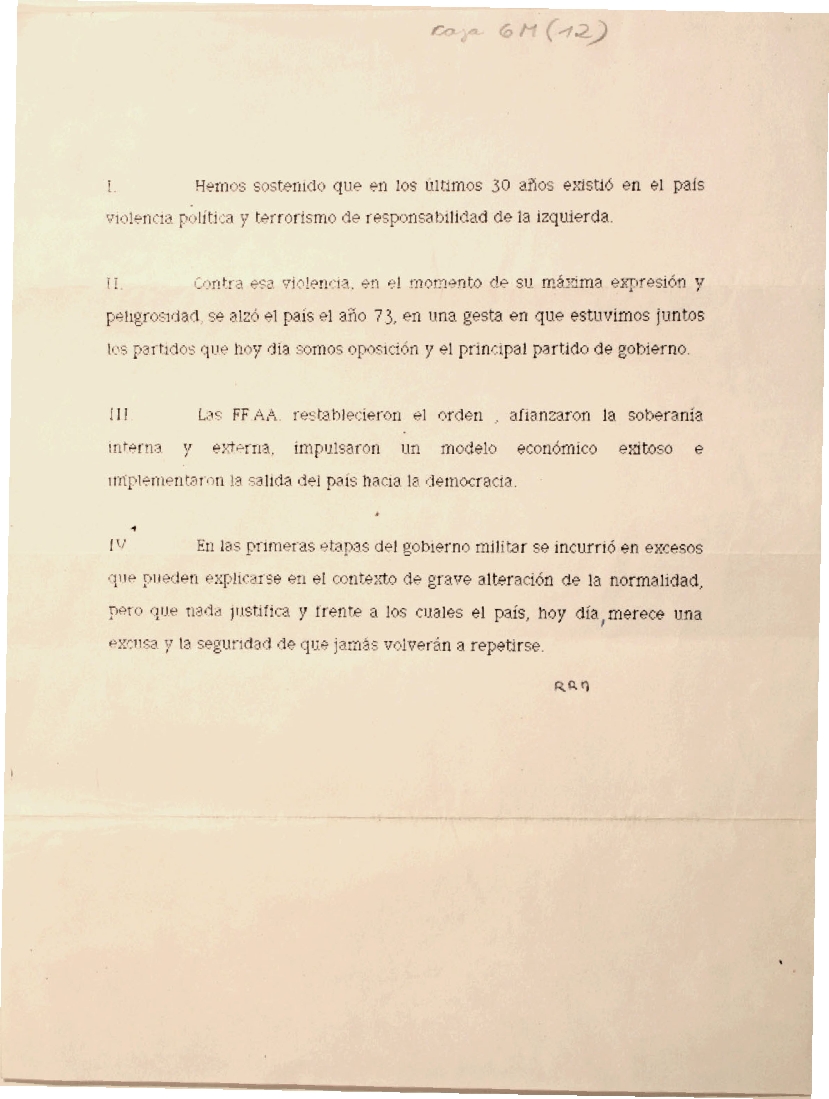 Caja GM (12)
I. Hemos sostenido que en los últimos 30 años existió en el país
violencia política y terrorismo de responsabilidad de la izquierda.
II. Contra esa violencia, en el momento de su máxima expresión y
peligrosidad, se alzó el país el año 73, en una gesta en que estuvimos juntos
los partidos que hoy día somos oposición y el principal partido de gobierno.
III Las FF.AA. restablecieron el orden , afianzaron la soberanía
interna y externa, impulsaron un modelo económico exitoso e
implementaron la salida del país hacia la democracia.
IV En las primeras etapas del gobierno militar se incurrió en excesos
que pueden explicarse en el contexto de grave alteración de la normalidad,
pero que nada justifica y frente a los cuales el país, hoy día, merece una
excusa y la seguridad de que jamás volverán a repetirse.